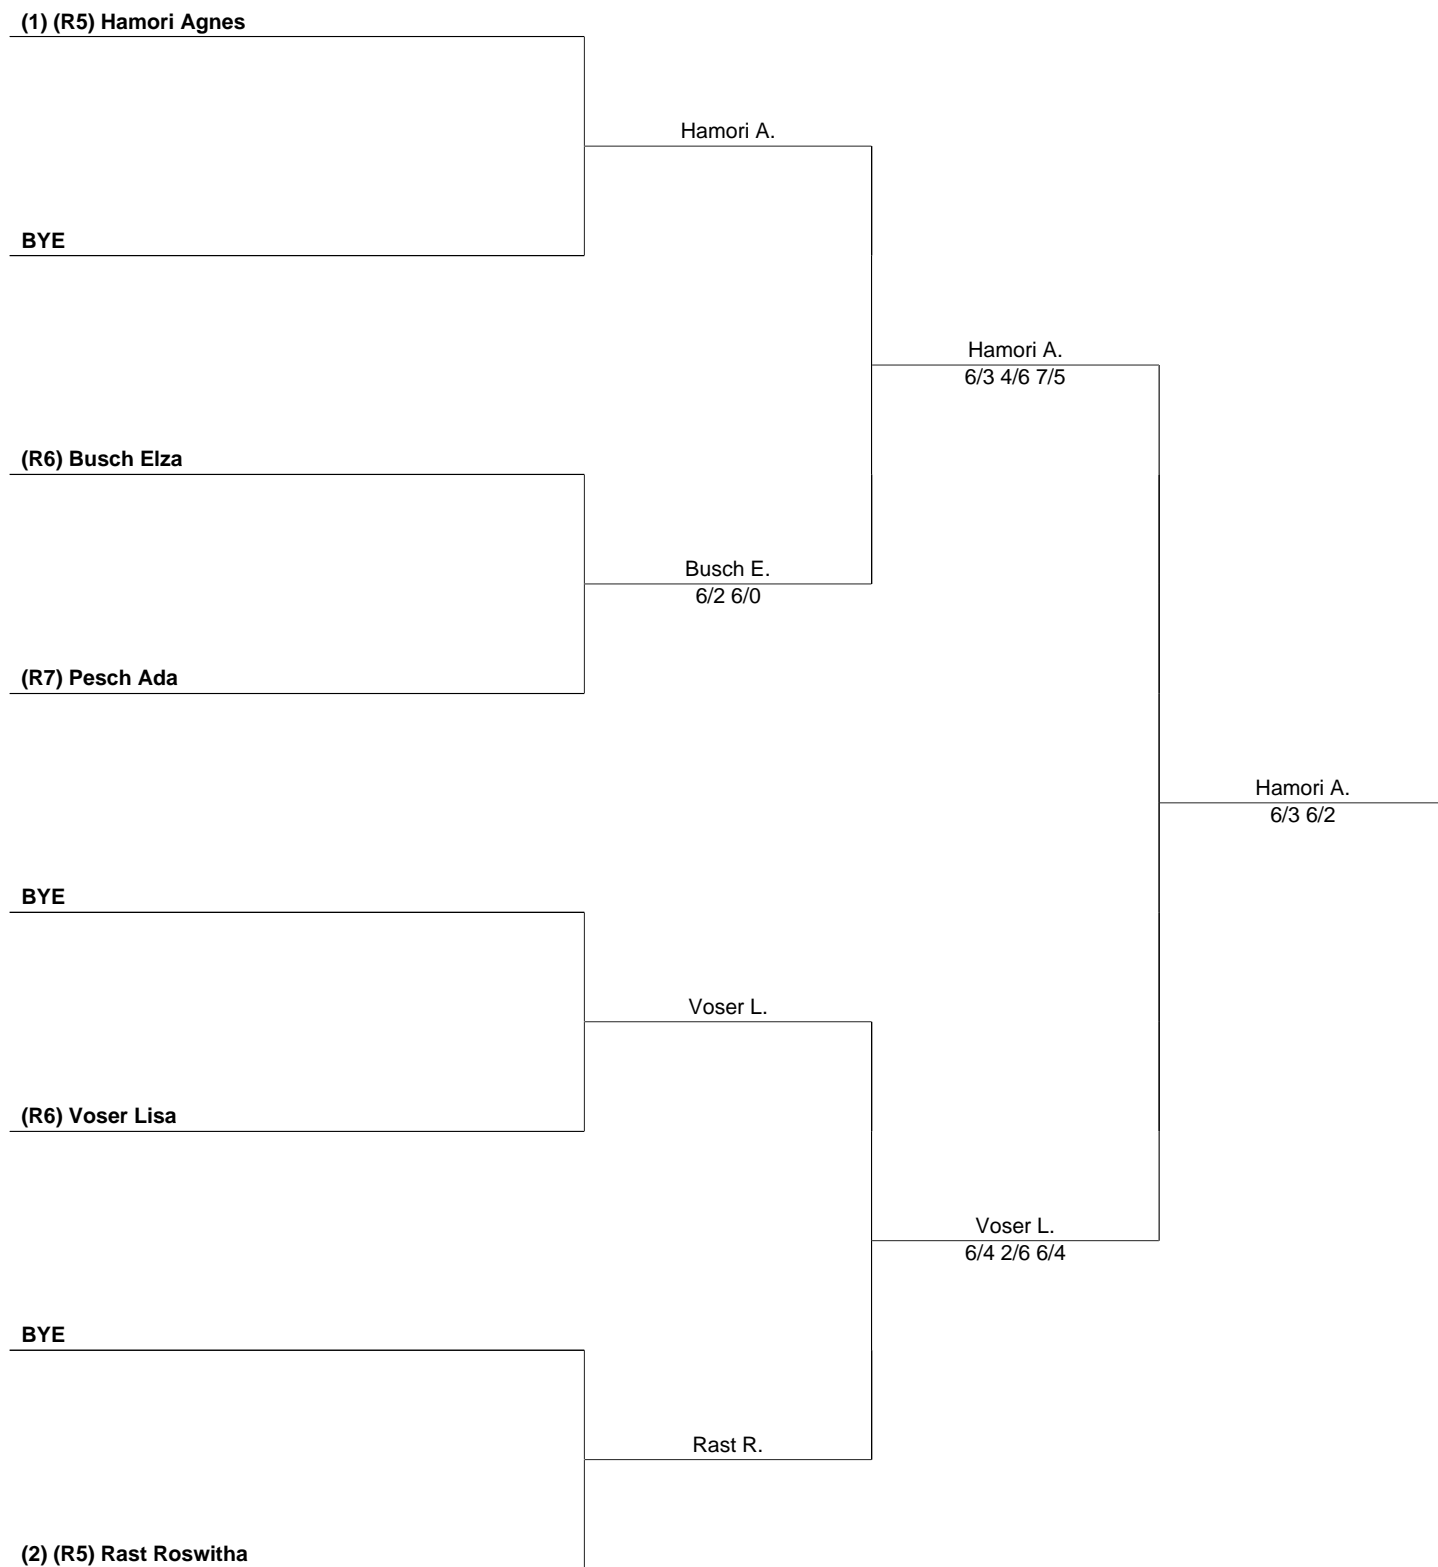 (1) (R5) Hamori Agnes
Hamori A.
BYE
Hamori A.
6/3 4/6 7/5
(R6) Busch Elza
Busch E.
6/2 6/0
(R7) Pesch Ada
Hamori A.
6/3 6/2
BYE
Voser L.
(R6) Voser Lisa
Voser L.
6/4 2/6 6/4
BYE
Rast R.
(2) (R5) Rast Roswitha